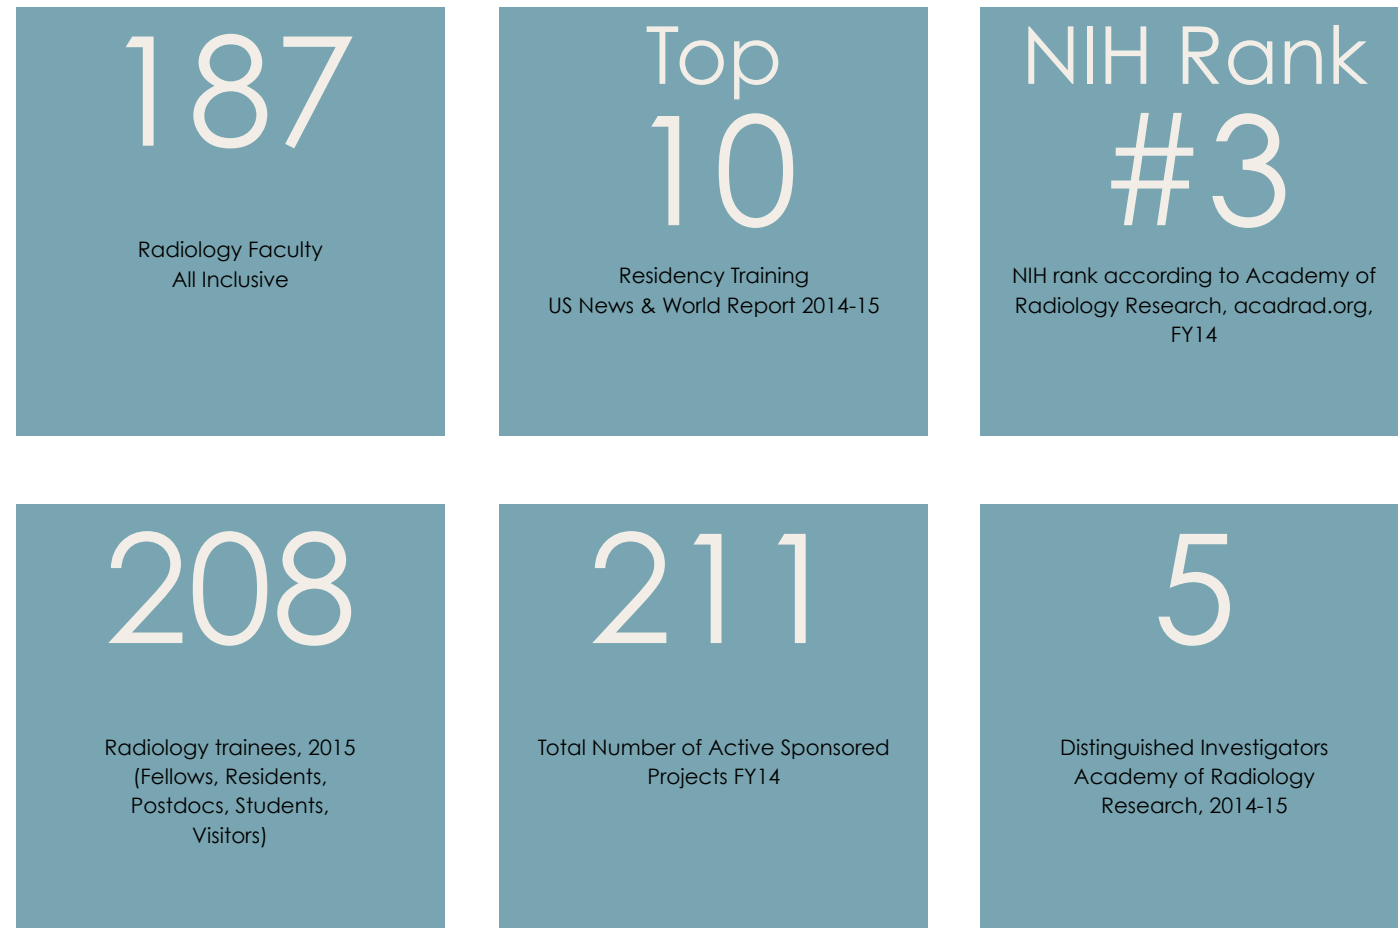 187
Radiology Faculty
All Inclusive
Top
10
Residency Training
US News & World Report 2014-15
NIH Rank
#3
NIH rank according to Academy of
Radiology Research, acadrad.org,
FY14
208
Radiology trainees, 2015
(Fellows, Residents,
Postdocs, Students,
Visitors)
211
Total Number of Active Sponsored
Projects FY14
5
Distinguished Investigators
Academy of Radiology
Research, 2014-15